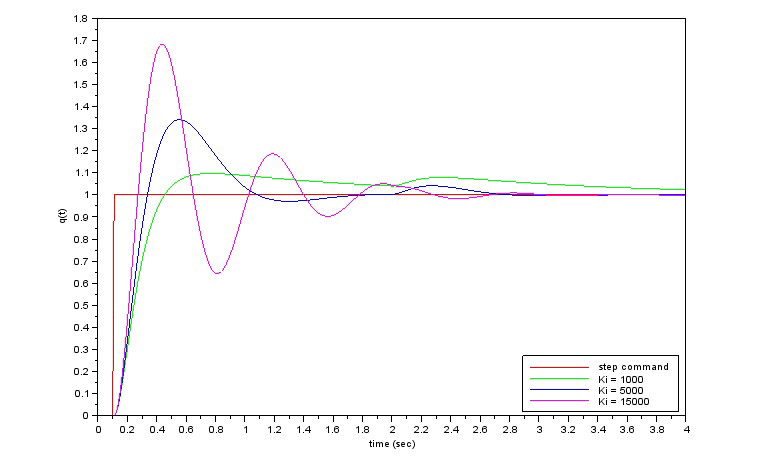 1.8
1.7
1.6
1.5
1.4
1.3
1.2
1.1
1
0.9
0.8
0.7
0.6
0.5
0.4
0.3
0.2
0.1
0
q(t)
0 0.2 0.4 0.6 0.8 1 1.2 1.4 1.6 1.8 2 2.2 2.4 2.6 2.8 3 3.2 3.4 3.6 3.8 4
time (sec)
step command
Ki = 1000
Ki = 5000
Ki = 15000